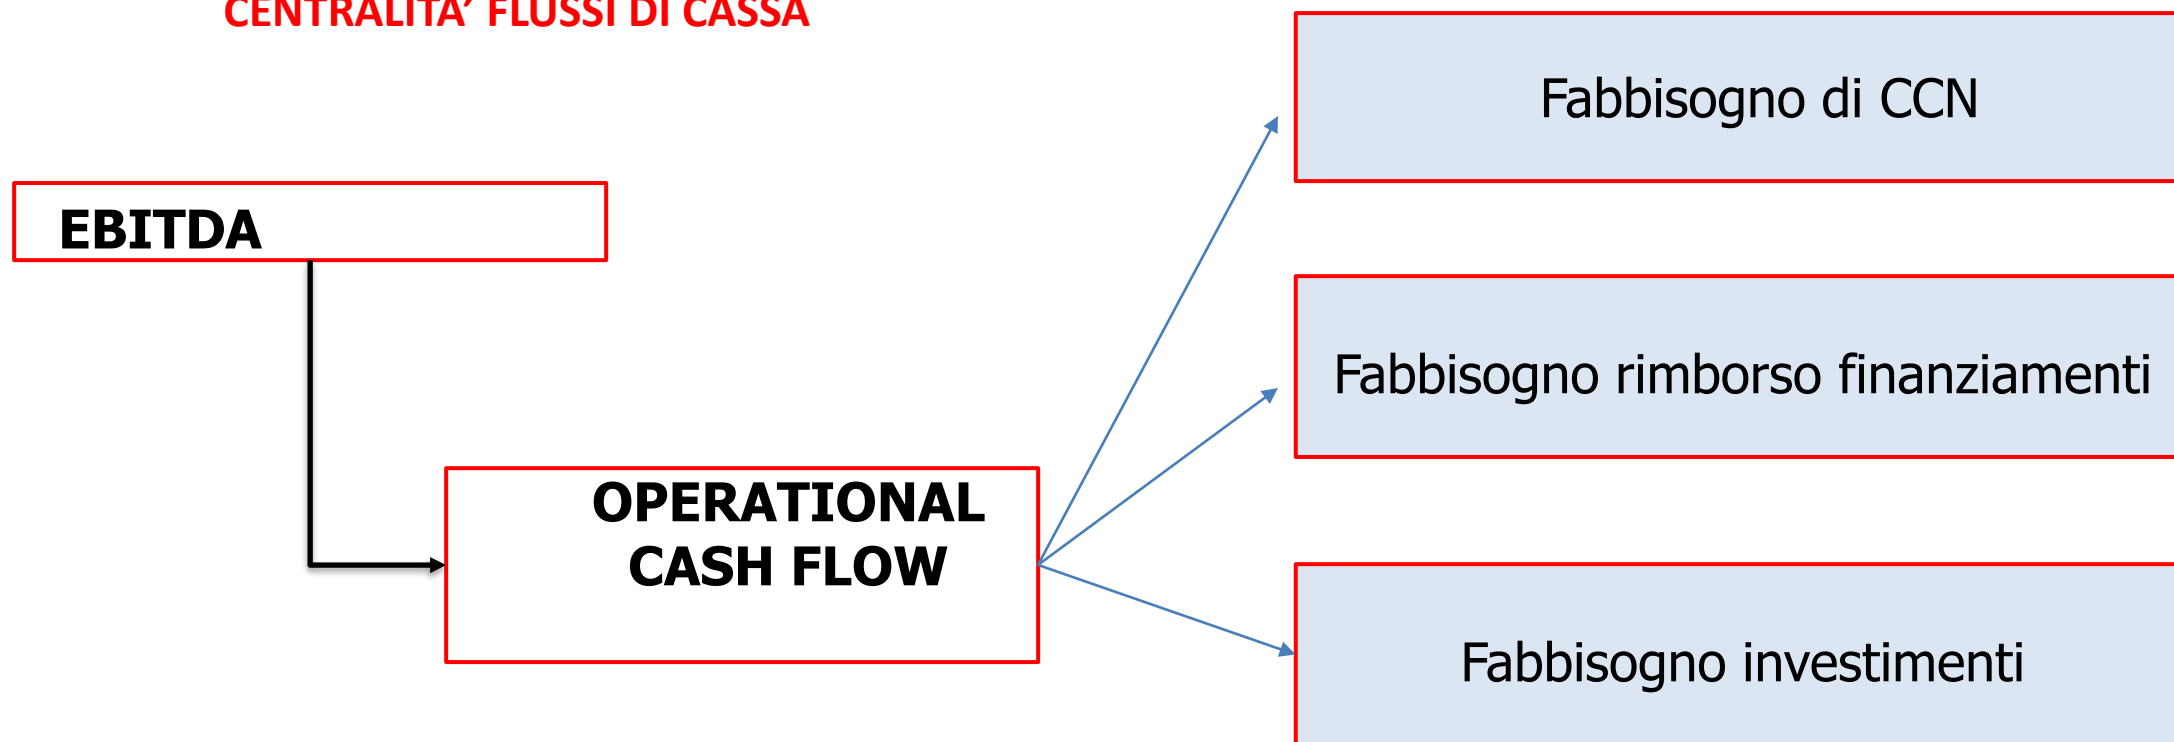 CENTRALITA’ FLUSSI DI CASSA
Fabbisogno di CCN
EBITDA
Fabbisogno rimborso finanziamenti
OPERATIONAL
CASH FLOW
Fabbisogno investimenti